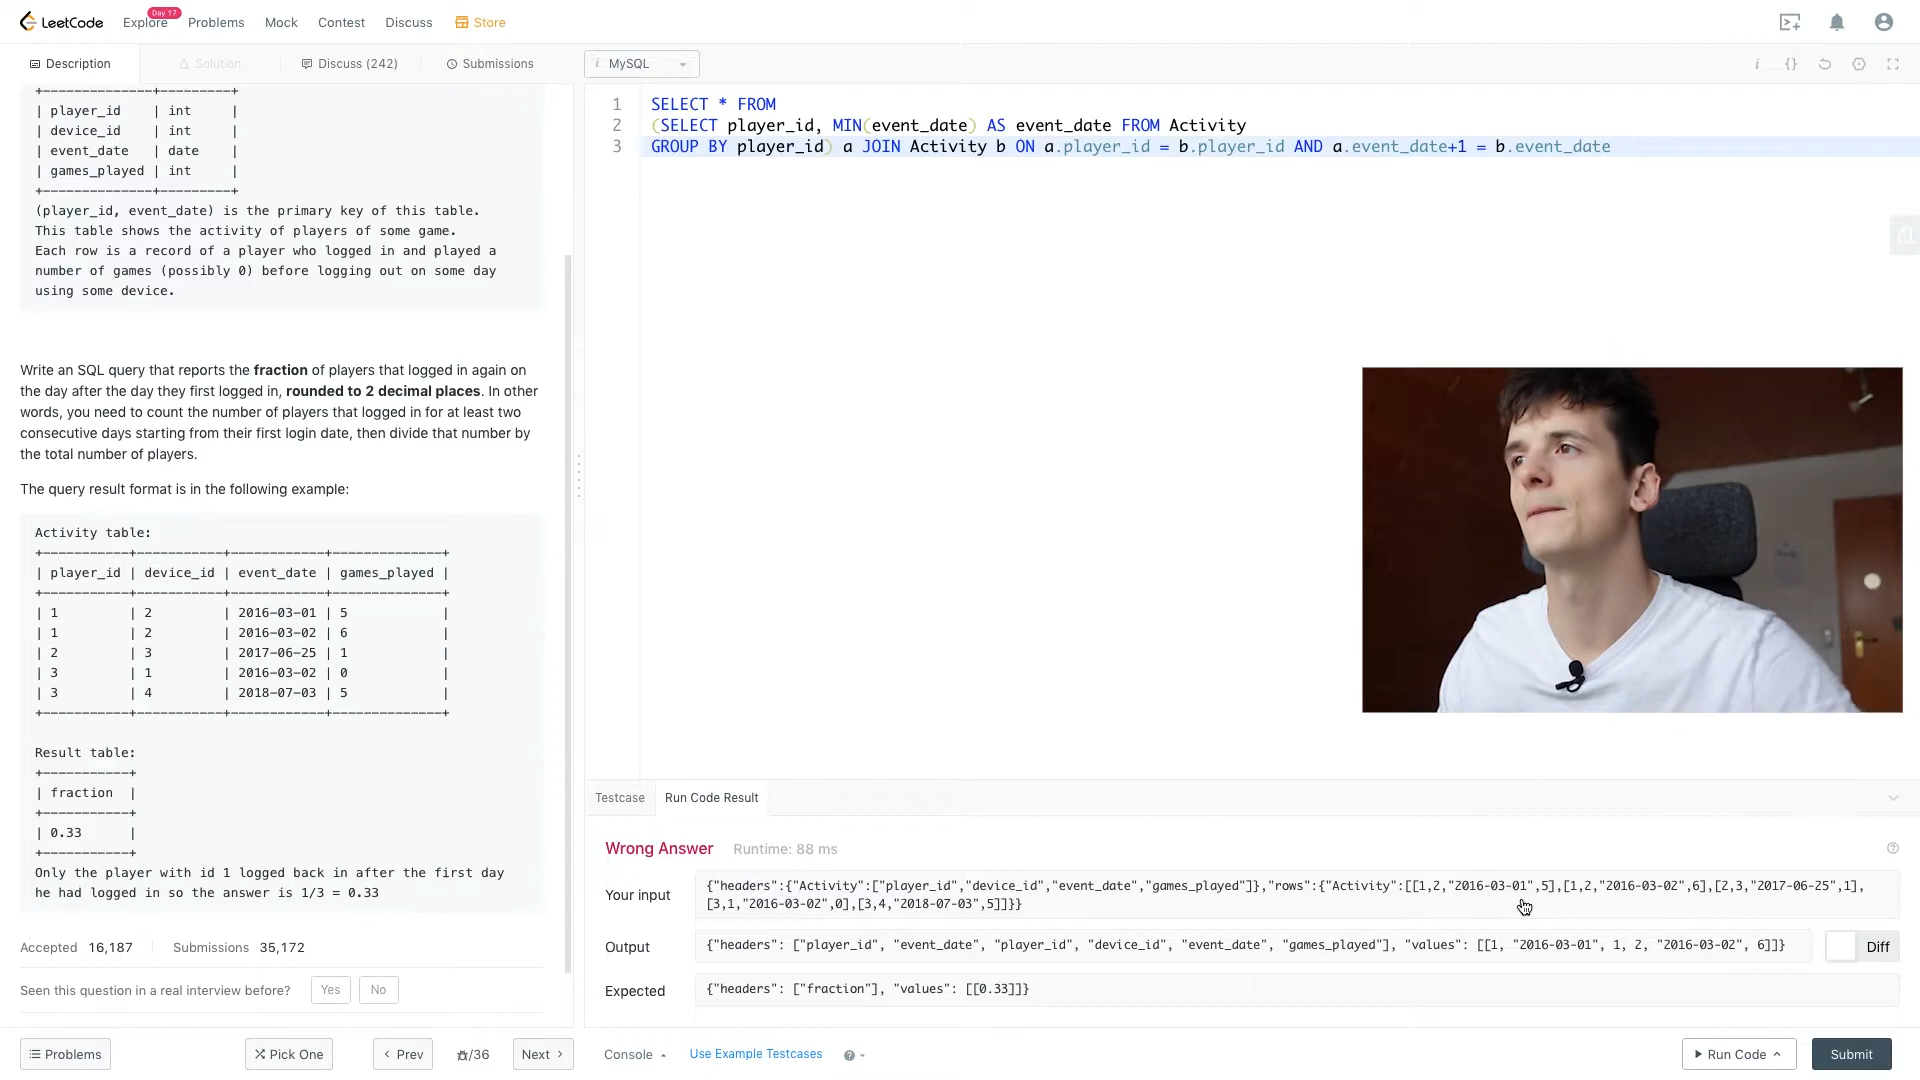 LeetCode
Explore
Day 17
Problems
Mock
Contest
Discuss
Store
Description
Solution
Discuss (242)
Submissions
i MySQL
i {}
+---------------+---------+
| player_id | int |
| device_id | int |
| event_date | date |
| games_played | int |
+---------------+---------+
(player_id, event_date) is the primary key of this table.
This table shows the activity of players of some game.
Each row is a record of a player who logged in and played a
number of games (possibly 0) before logging out on some day
using some device.
Write an SQL query that reports the fraction of players that logged in again on
the day after the day they first logged in, rounded to 2 decimal places. In other
words, you need to count the number of players that logged in for at least two
consecutive days starting from their first login date, then divide that number by
the total number of players.
The query result format is in the following example:
Activity table:
+-----------+-----------+------------+--------------+
| player_id | device_id | event_date | games_played |
+-----------+-----------+------------+--------------+
| 1 | 2 | 2016-03-01 | 5 |
| 1 | 2 | 2016-03-02 | 6 |
| 2 | 3 | 2017-06-25 | 1 |
| 3 | 1 | 2016-03-02 | 0 |
| 3 | 4 | 2018-07-03 | 5 |
+-----------+-----------+------------+--------------+
Result table:
+-----------+
| fraction |
+-----------+
| 0.33 |
+-----------+
Only the player with id 1 logged back in after the first day
he had logged in so the answer is 1/3 = 0.33
Accepted 16,187
Submissions 35,172
Seen this question in a real interview before?
Yes
No
1 SELECT * FROM
2 (SELECT player_id, MIN(event_date) AS event_date FROM Activity
3 GROUP BY player_id) a JOIN Activity b ON a.player_id = b.player_id AND a.event_date+1 = b.event_date
Testcase
Run Code Result
Wrong Answer
Runtime: 88 ms
Your input
{"headers":{"Activity":["player_id","device_id","event_date","games_played"]},"rows":{"Activity":[[1,2,"2016-03-01",5],[1,2,"2016-03-02",6],[2,3,"2017-06-25",1],
[3,1,"2016-03-02",0],[3,4,"2018-07-03",5]]}}
Output
{"headers": ["player_id", "event_date", "player_id", "device_id", "event_date", "games_played"], "values": [[1, "2016-03-01", 1, 2, "2016-03-02", 6]]}
Diff
Expected
{"headers": ["fraction"], "values": [[0.33]]}
Problems
Pick One
Prev
/36
Next
Console
Use Example Testcases
Run Code
Submit